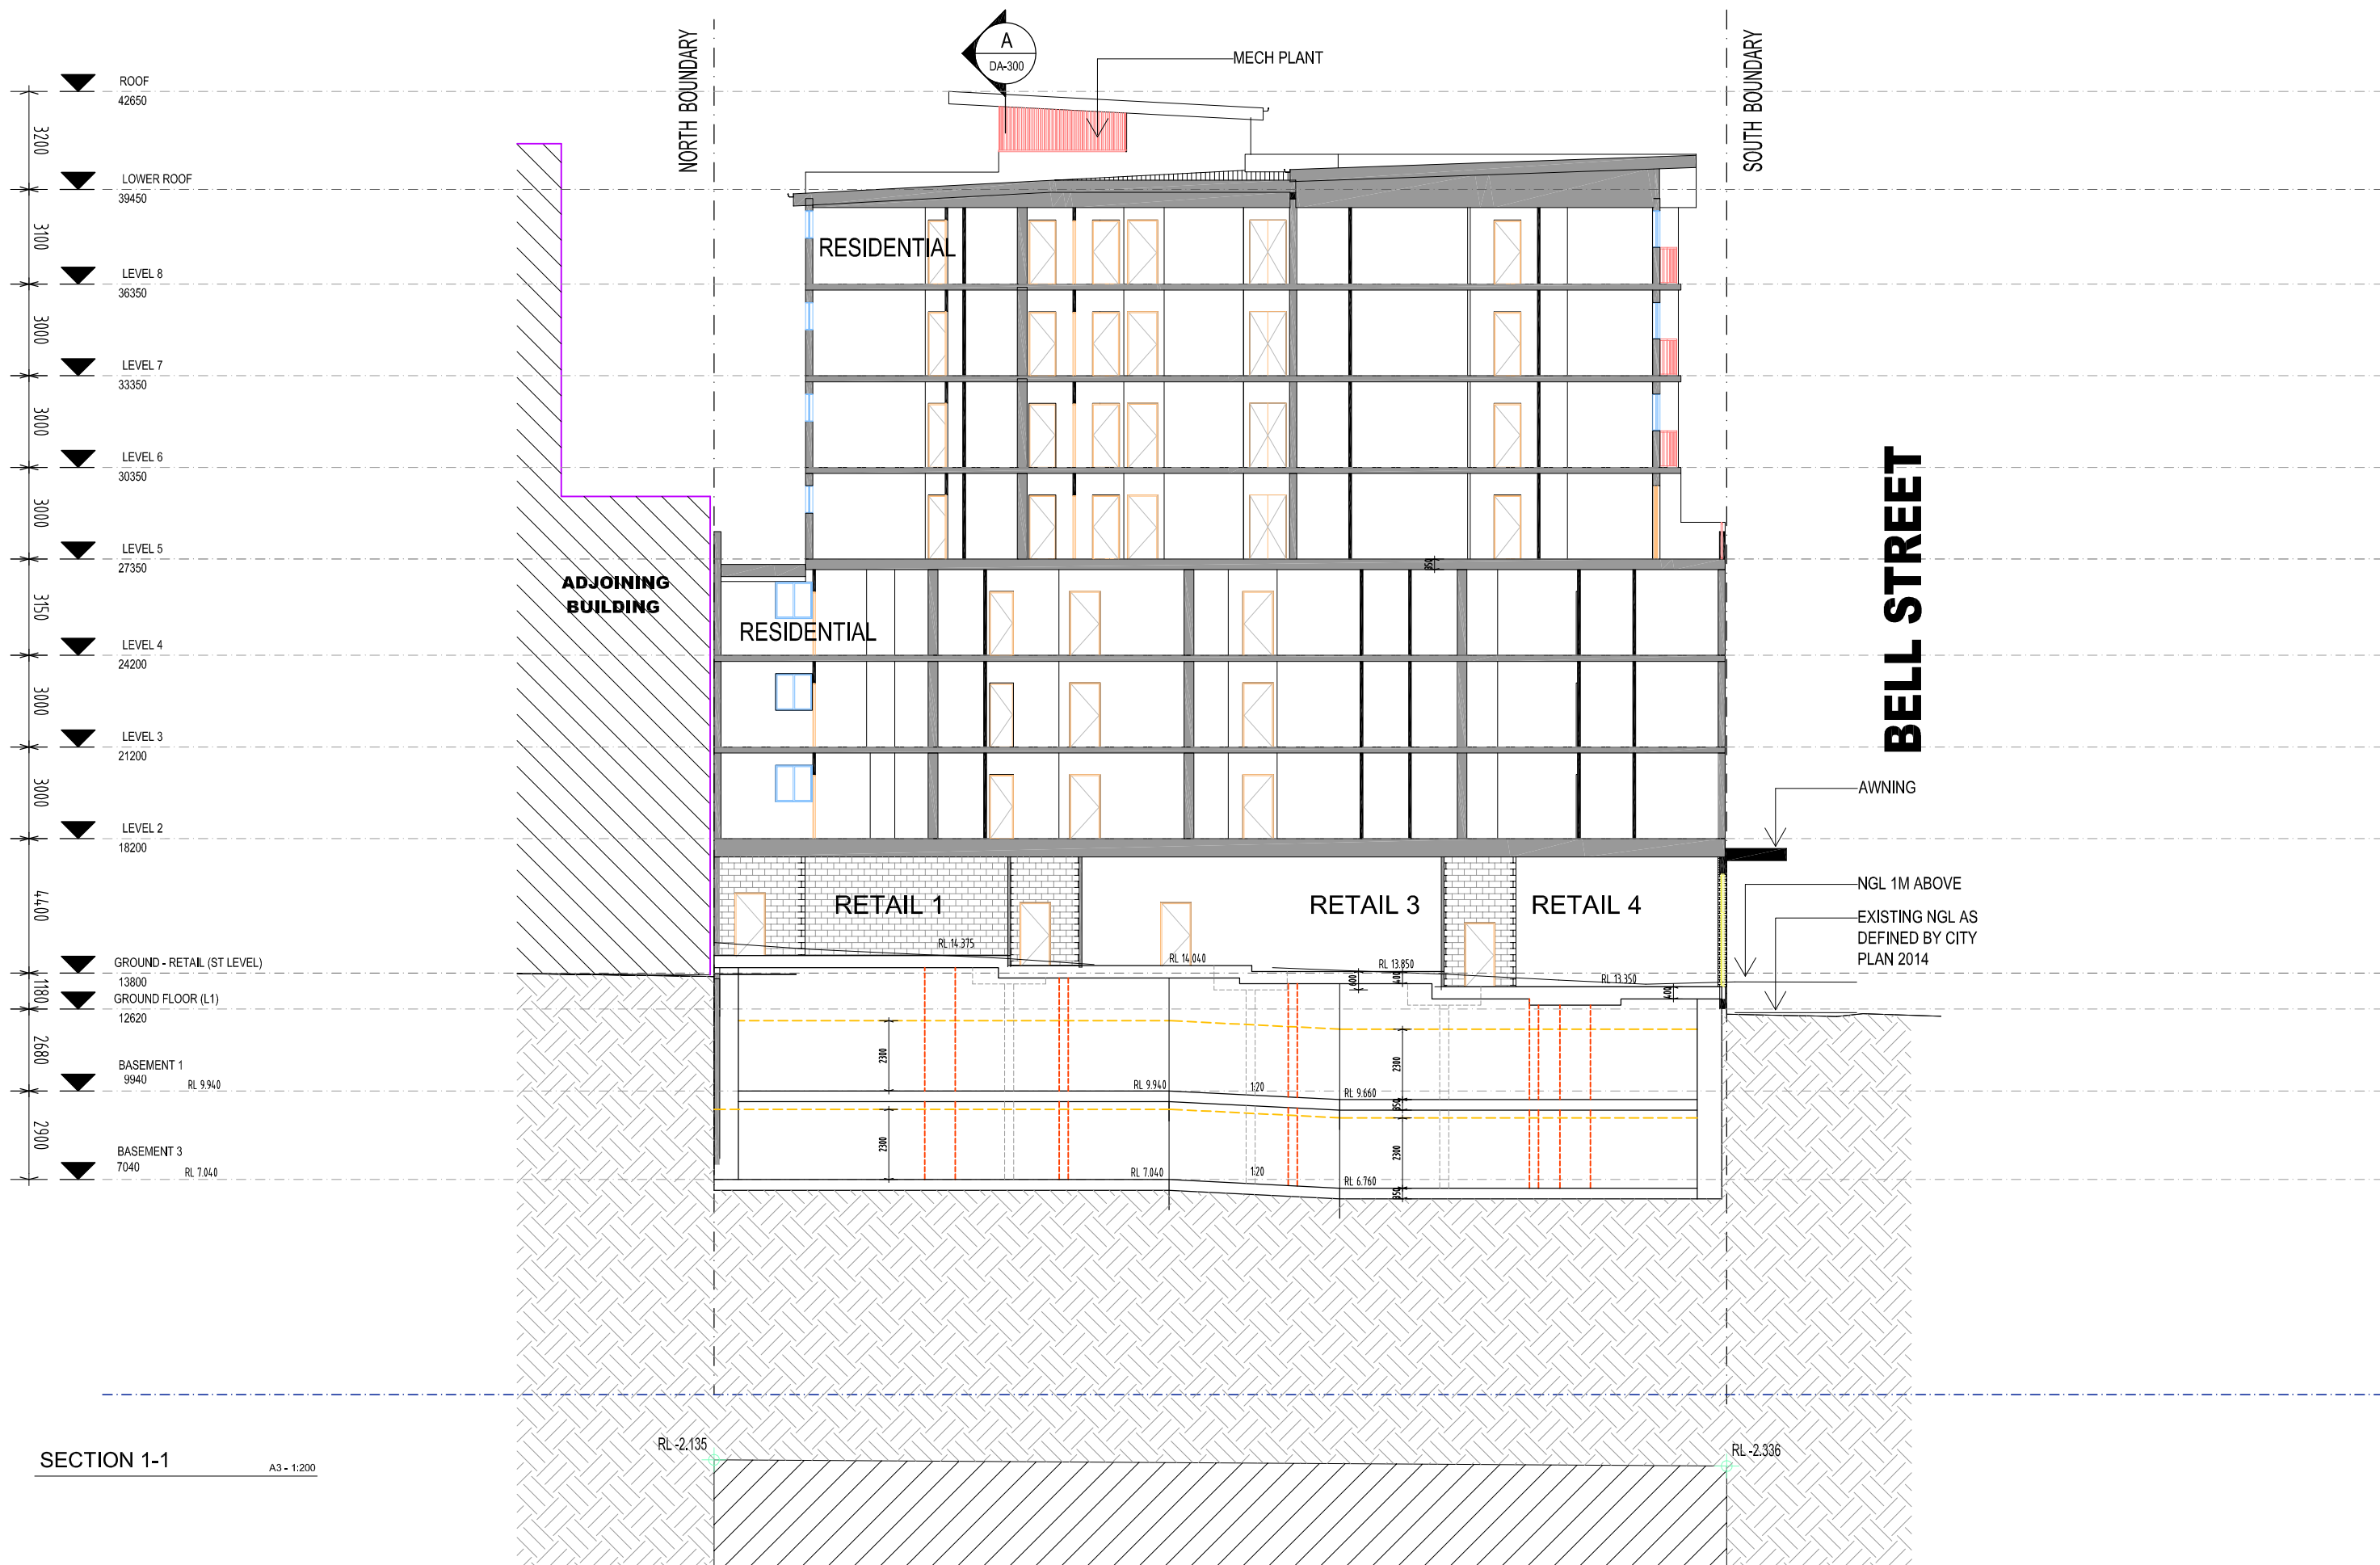 NORTH BOUNDARY
A
DA-300
MECH PLANT
SOUTH BOUNDARY
ROOF
42650
3200
LOWER ROOF
39450
3100
LEVEL 8
36350
3000
LEVEL 7
33350
3000
LEVEL 6
30350
3000
LEVEL 5
27350
3150
LEVEL 4
24200
3000
LEVEL 3
21200
3000
LEVEL 2
18200
4400
GROUND - RETAIL (ST LEVEL)
13800
1180
GROUND FLOOR (L1)
12620
2680
BASEMENT 1
9940
RL 9.940
2900
BASEMENT 3
7040
RL 7.040
RESIDENTIAL
350
ADJOINING
BUILDING
RESIDENTIAL
BELL STREET
AWNING
RETAIL 1
RETAIL 3
RETAIL 4
NGL 1M ABOVE
EXISTING NGL AS
DEFINED BY CITY
PLAN 2014
RL 14.375
RL 14.040
RL 13.850
RL 13.350
600
400
400
2300
2300
RL 9.940
1:20
RL 9.660
350
2300
2300
RL 7.040
1:20
RL 6.760
350
SECTION 1-1
A3 - 1:200
RL -2.135
RL -2.336